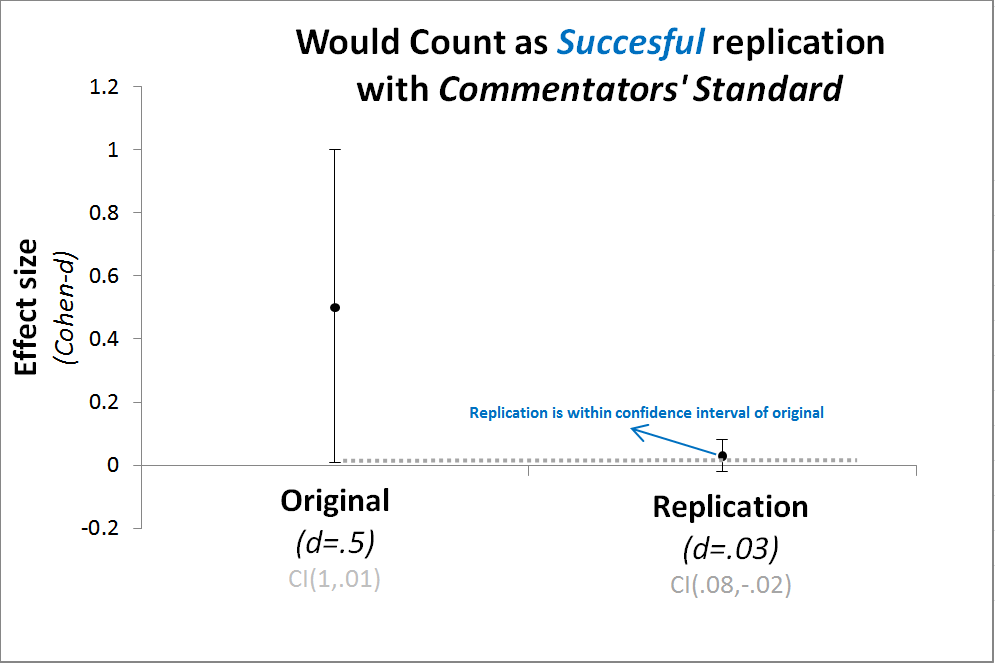 Would Count as Succesful replication
with Commentators' Standard
1.2
1
0.8
0.6
0.4
0.2
0
-0.2
Effect size
(Cohen-d)
Replication is within confidence interval of original
Original
(d=.5)
CI(1,.01)
Replication
(d=.03)
CI(.08,-.02)